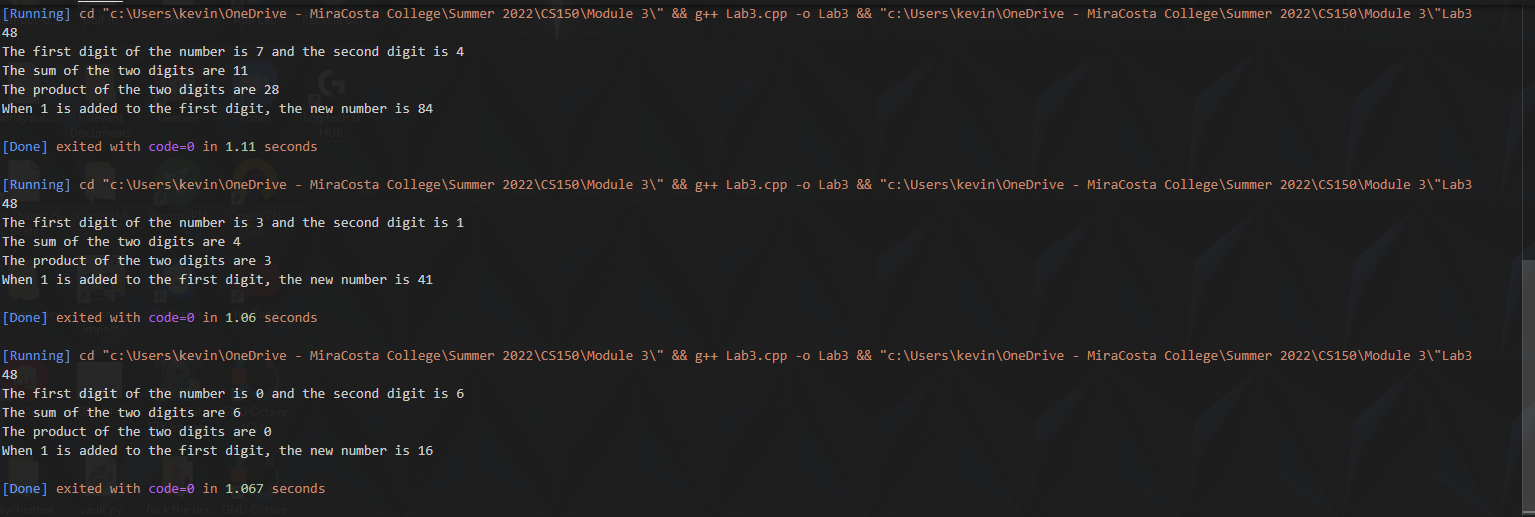 [Running] cd "c:\Users\kevin\OneDrive - MiraCosta College\Summer 2022\CS150\Module 3\" && g++ Lab3.cpp -o Lab3 && "c:\Users\kevin\OneDrive - MiraCosta College\Summer 2022\CS150\Module 3\"Lab3
48
The first digit of the number is 7 and the second digit is 4
The sum of the two digits are 11
The product of the two digits are 28
When 1 is added to the first digit, the new number is 84
[Done] exited with code=0 in 1.11 seconds
[Running] cd "c:\Users\kevin\OneDrive - MiraCosta College\Summer 2022\CS150\Module 3\" && g++ Lab3.cpp -o Lab3 && "c:\Users\kevin\OneDrive - MiraCosta College\Summer 2022\CS150\Module 3\"Lab3
48
The first digit of the number is 3 and the second digit is 1
The sum of the two digits are 4
The product of the two digits are 3
When 1 is added to the first digit, the new number is 41
[Done] exited with code=0 in 1.06 seconds
[Running] cd "c:\Users\kevin\OneDrive - MiraCosta College\Summer 2022\CS150\Module 3\" && g++ Lab3.cpp -o Lab3 && "c:\Users\kevin\OneDrive - MiraCosta College\Summer 2022\CS150\Module 3\"Lab3
48
The first digit of the number is 0 and the second digit is 6
The sum of the two digits are 6
The product of the two digits are 0
When 1 is added to the first digit, the new number is 16
[Done] exited with code=0 in 1.067 seconds